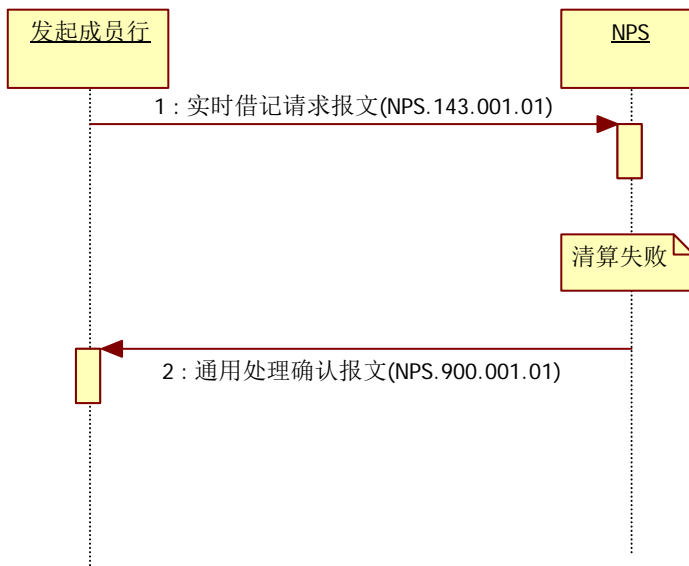 发起成员行
NPS
1 : 实时借记请求报文(NPS.143.001.01)
清算失败
2 : 通用处理确认报文(NPS.900.001.01)